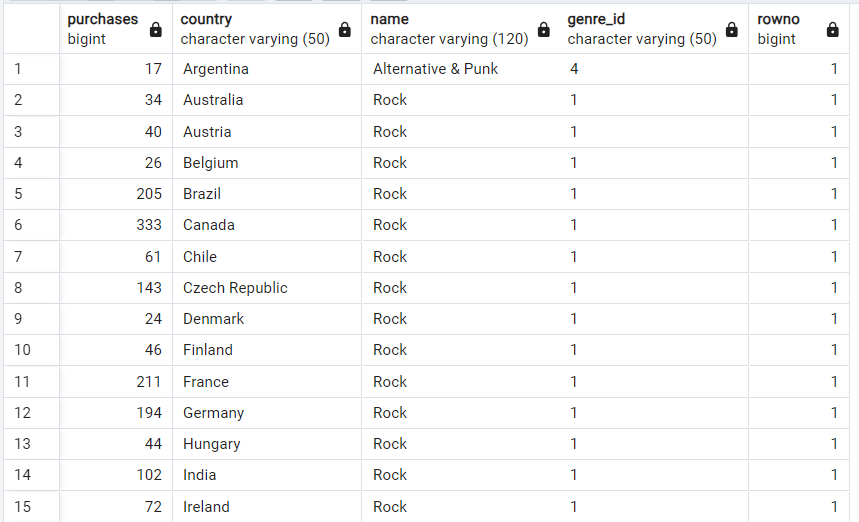 purchases country name genre_id rowno
bigint character varying (50) character varying (120) character varying (50) bigint
1 17 Argentina Alternative & Punk 4 1
2 34 Australia Rock 1 1
3 40 Austria Rock 1 1
4 26 Belgium Rock 1 1
5 205 Brazil Rock 1 1
6 333 Canada Rock 1 1
7 61 Chile Rock 1 1
8 143 Czech Republic Rock 1 1
9 24 Denmark Rock 1 1
10 46 Finland Rock 1 1
11 211 France Rock 1 1
12 194 Germany Rock 1 1
13 44 Hungary Rock 1 1
14 102 India Rock 1 1
15 72 Ireland Rock 1 1